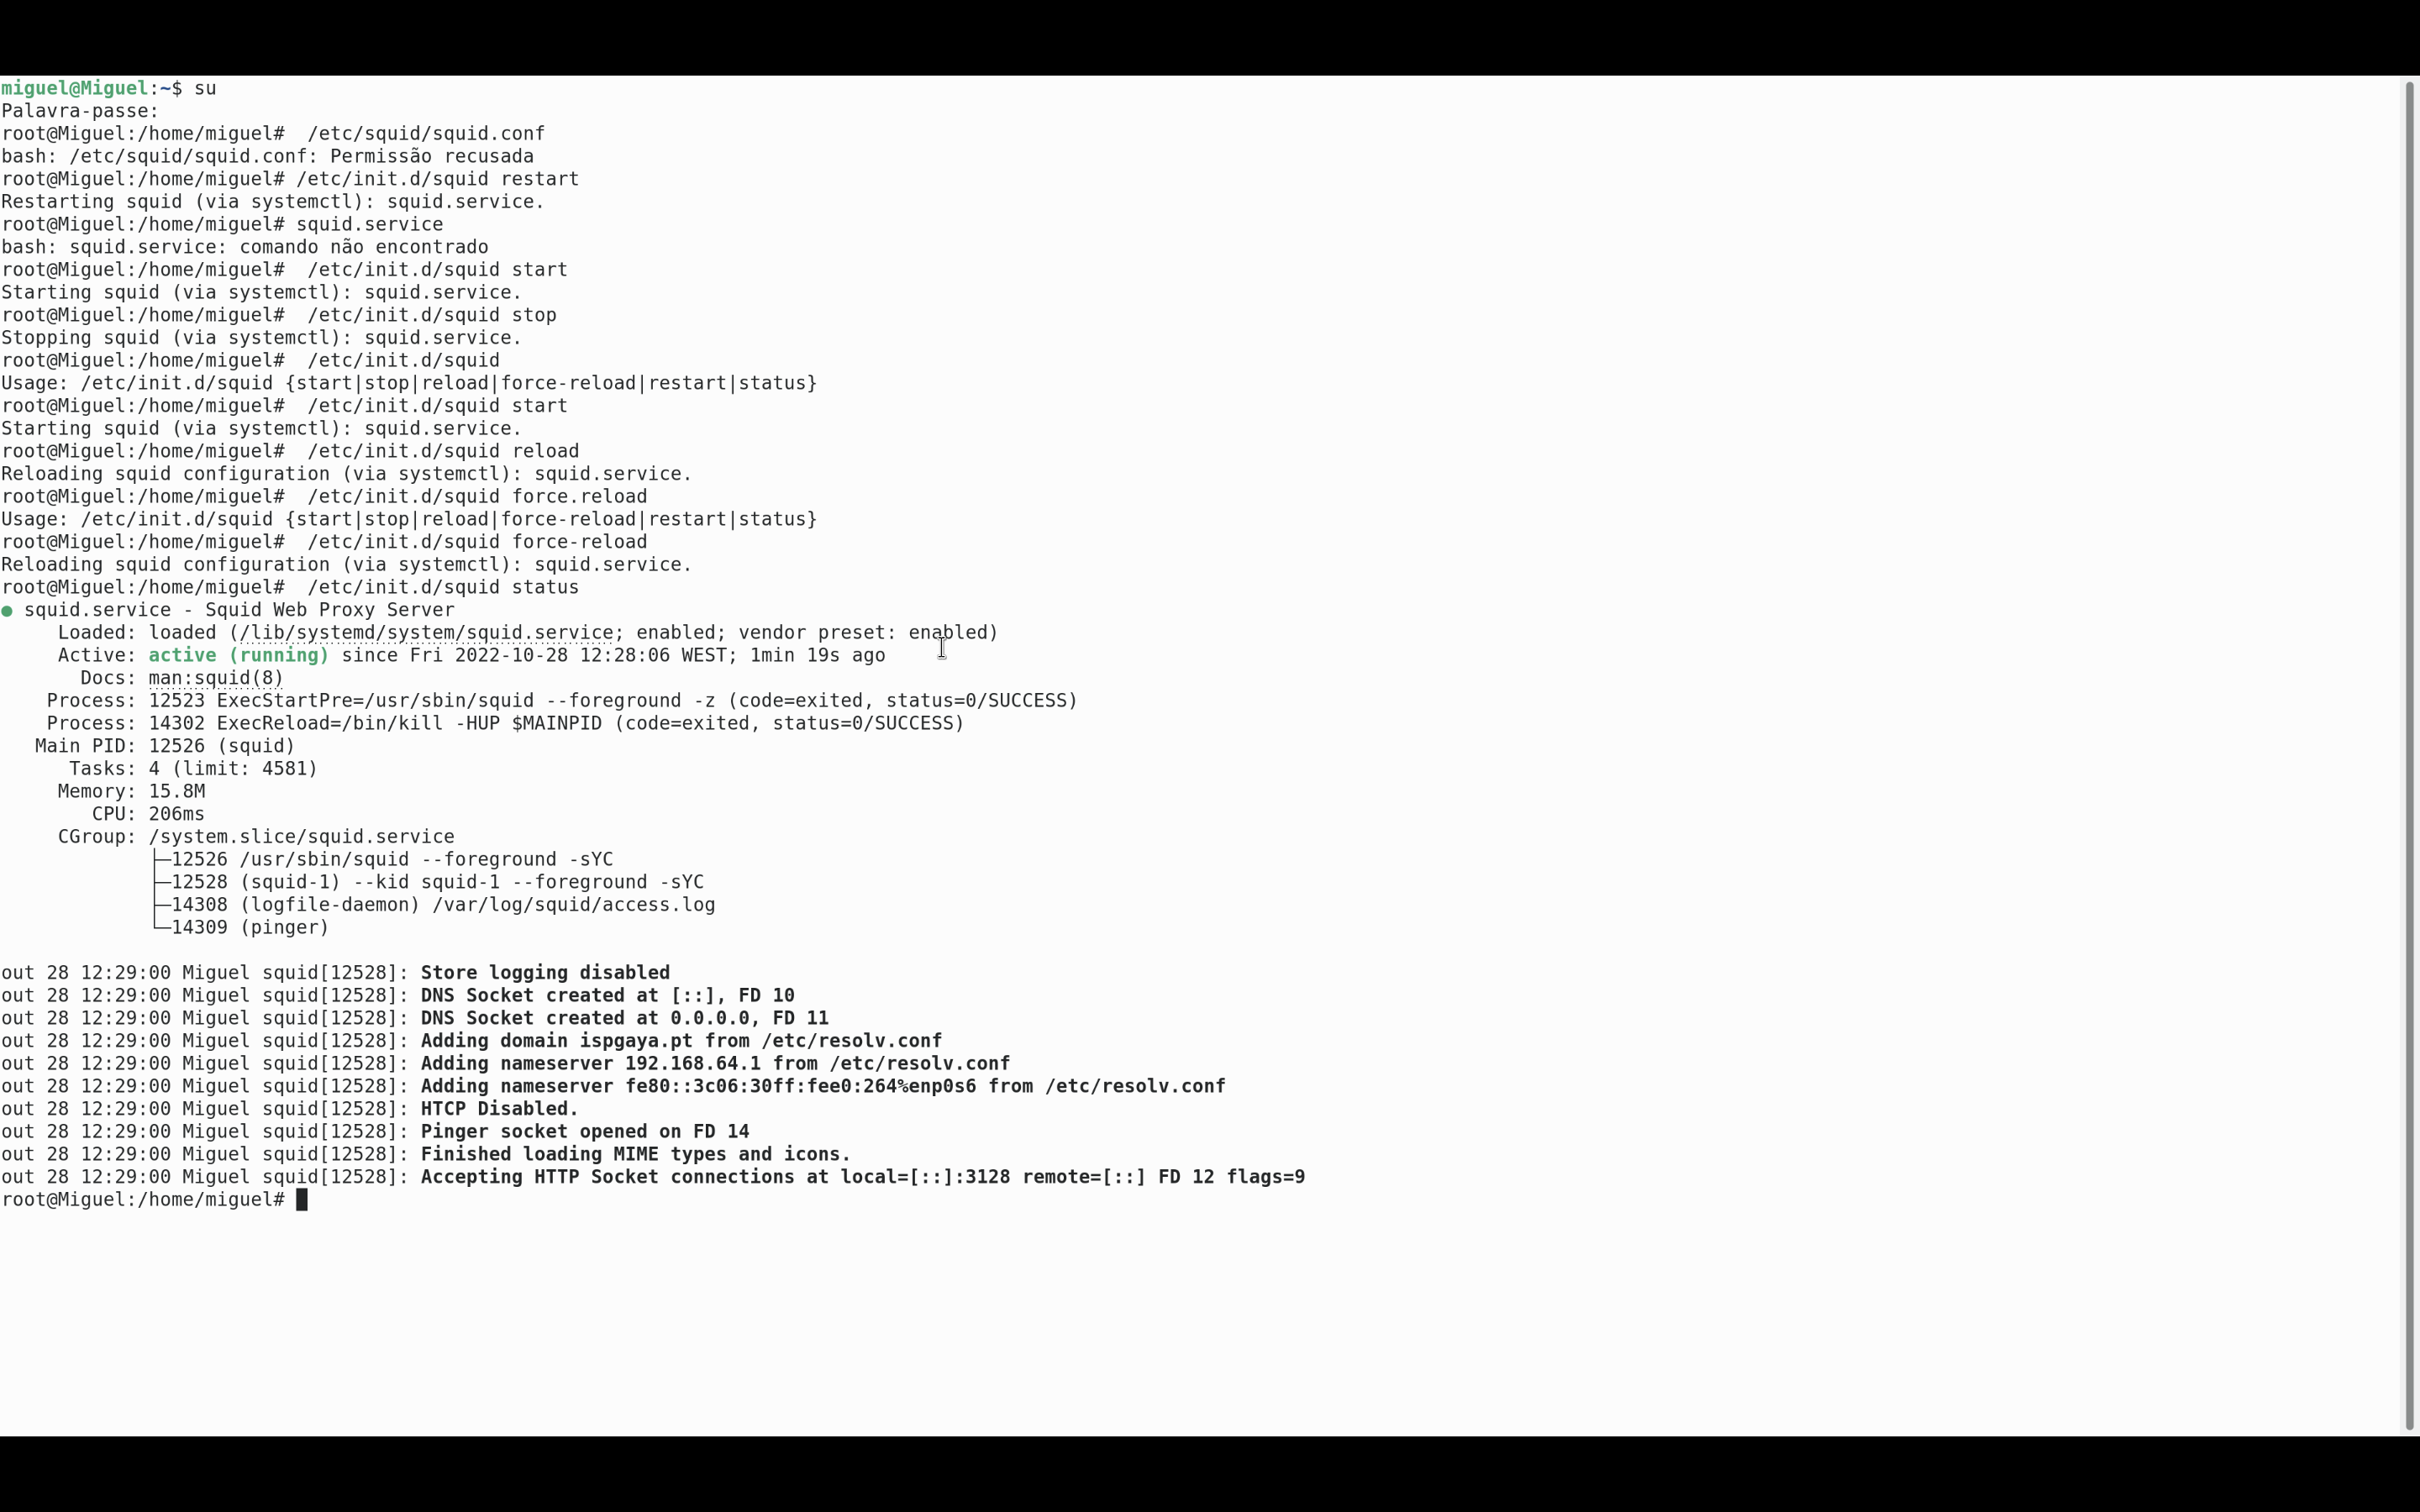 miguel@Miguel:~$ su
Palavra-passe:
root@Miguel:/home/miguel#  /etc/squid/squid.conf
bash: /etc/squid/squid.conf: Permissão recusada
root@Miguel:/home/miguel# /etc/init.d/squid restart
Restarting squid (via systemctl): squid.service.
root@Miguel:/home/miguel# squid.service
bash: squid.service: comando não encontrado
root@Miguel:/home/miguel#  /etc/init.d/squid start
Starting squid (via systemctl): squid.service.
root@Miguel:/home/miguel#  /etc/init.d/squid stop
Stopping squid (via systemctl): squid.service.
root@Miguel:/home/miguel#  /etc/init.d/squid
Usage: /etc/init.d/squid {start|stop|reload|force-reload|restart|status}
root@Miguel:/home/miguel#  /etc/init.d/squid start
Starting squid (via systemctl): squid.service.
root@Miguel:/home/miguel#  /etc/init.d/squid reload
Reloading squid configuration (via systemctl): squid.service.
root@Miguel:/home/miguel#  /etc/init.d/squid force.reload
Usage: /etc/init.d/squid {start|stop|reload|force-reload|restart|status}
root@Miguel:/home/miguel#  /etc/init.d/squid force-reload
Reloading squid configuration (via systemctl): squid.service.
root@Miguel:/home/miguel#  /etc/init.d/squid status
● squid.service - Squid Web Proxy Server
     Loaded: loaded (/lib/systemd/system/squid.service; enabled; vendor preset: enabled)
     Active: active (running) since Fri 2022-10-28 12:28:06 WEST; 1min 19s ago
       Docs: man:squid(8)
    Process: 12523 ExecStartPre=/usr/sbin/squid --foreground -z (code=exited, status=0/SUCCESS)
    Process: 14302 ExecReload=/bin/kill -HUP $MAINPID (code=exited, status=0/SUCCESS)
   Main PID: 12526 (squid)
      Tasks: 4 (limit: 4581)
     Memory: 15.8M
        CPU: 206ms
     CGroup: /system.slice/squid.service
             ├─12526 /usr/sbin/squid --foreground -sYC
             ├─12528 (squid-1) --kid squid-1 --foreground -sYC
             ├─14308 (logfile-daemon) /var/log/squid/access.log
             └─14309 (pinger)

out 28 12:29:00 Miguel squid[12528]: Store logging disabled
out 28 12:29:00 Miguel squid[12528]: DNS Socket created at [::], FD 10
out 28 12:29:00 Miguel squid[12528]: DNS Socket created at 0.0.0.0, FD 11
out 28 12:29:00 Miguel squid[12528]: Adding domain ispgaya.pt from /etc/resolv.conf
out 28 12:29:00 Miguel squid[12528]: Adding nameserver 192.168.64.1 from /etc/resolv.conf
out 28 12:29:00 Miguel squid[12528]: Adding nameserver fe80::3c06:30ff:fee0:264%enp0s6 from /etc/resolv.conf
out 28 12:29:00 Miguel squid[12528]: HTCP Disabled.
out 28 12:29:00 Miguel squid[12528]: Pinger socket opened on FD 14
out 28 12:29:00 Miguel squid[12528]: Finished loading MIME types and icons.
out 28 12:29:00 Miguel squid[12528]: Accepting HTTP Socket connections at local=[::]:3128 remote=[::] FD 12 flags=9
root@Miguel:/home/miguel#